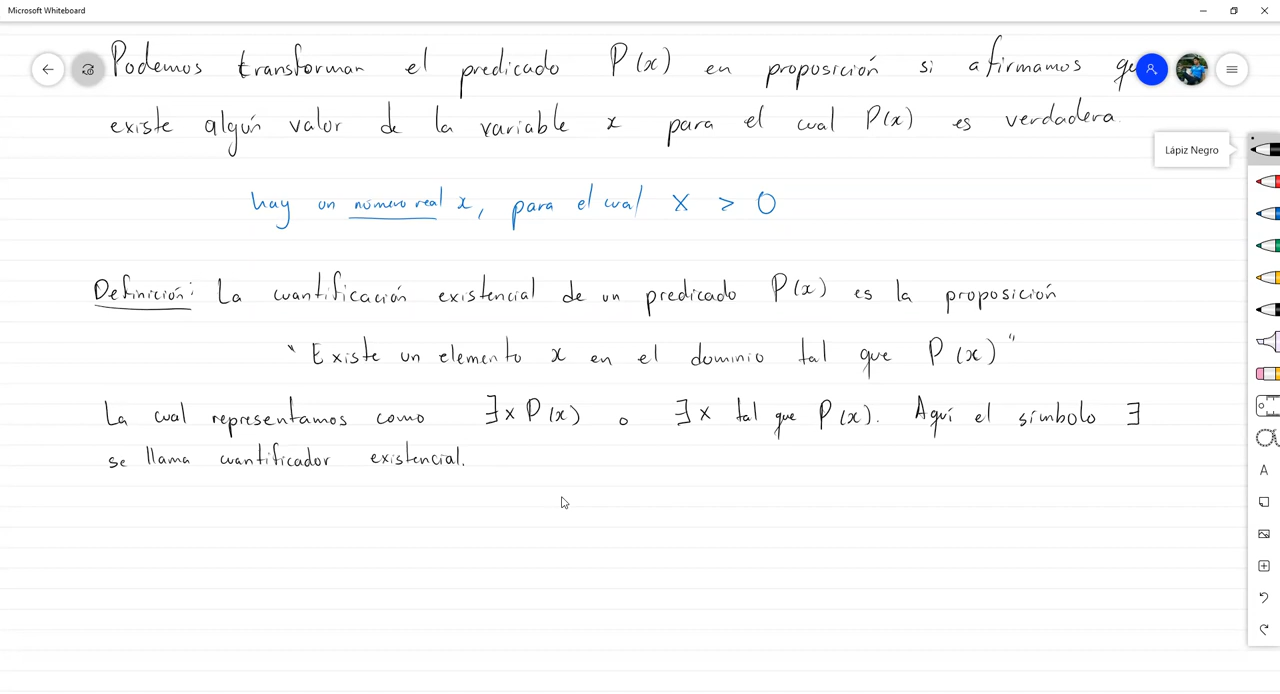 Microsoft Whiteboard
Podemos transformar el predicado P(x) en proposición si afirmamos qu
existe algún valor de la variable x para el cual P(x) es verdadera.
Lápiz Negro
hay un número real x, para el cual x > 0
Definición: La cuantificación existencial de un predicado P(x) es la proposición
"Existe un elemento x en el dominio tal que P(x)"
La cual representamos como ∃x P(x) o ∃x tal que P(x). Aquí el símbolo ∃
se llama cuantificador existencial.
A